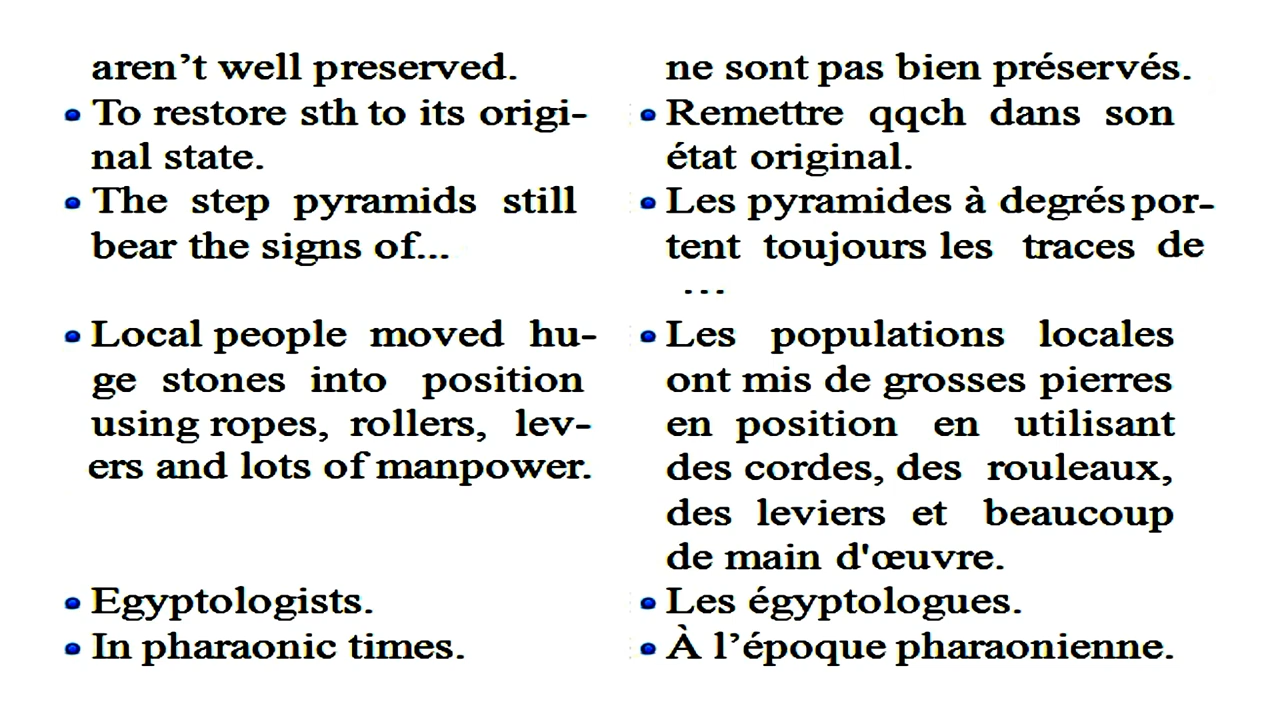 aren't well preserved.
• To restore sth to its origi-
nal state.
• The step pyramids still
bear the signs of...
• Local people moved hu-
ge stones into position
using ropes, rollers, lev-
ers and lots of manpower.
• Egyptologists.
• In pharaonic times.
ne sont pas bien préservés.
• Remettre qqch dans son
état original.
• Les pyramides à degrés por-
tent toujours les traces de
...
• Les populations locales
ont mis de grosses pierres
en position en utilisant
des cordes, des rouleaux,
des leviers et beaucoup
de main d'œuvre.
• Les égyptologues.
• À l’époque pharaonienne.